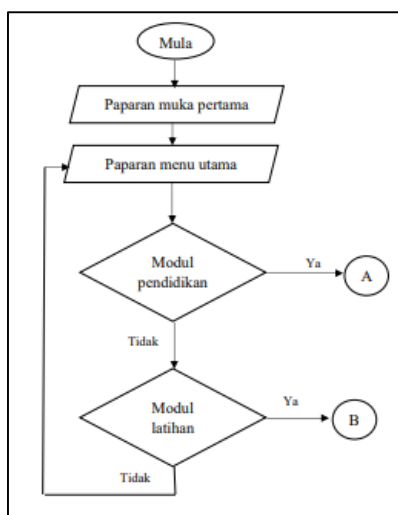 Mula
Paparan muka pertama
Paparan menu utama
Modul
pendidikan
Ya
A
Tidak
Modul
latihan
Ya
B
Tidak